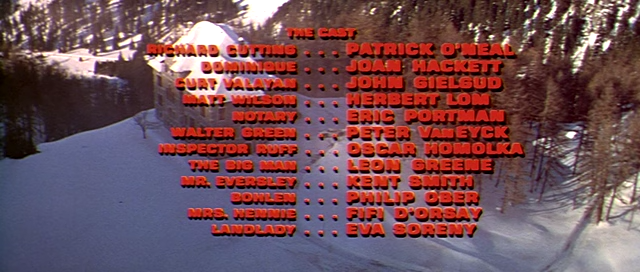 THE CAST
RICHARD CUTTING . . . PATRICK O'NEAL
DOMINIQUE . . . JOAN HACKETT
CURT VALAYAN . . . JOHN GIELGUD
MATT WILSON . . . HERBERT LOM
NOTARY . . . ERIC PORTMAN
WALTER GREEN . . . PETER VanEYCK
INSPECTOR RUFF . . . OSCAR HOMOLKA
THE BIG MAN . . . LEON GREENE
MR. EVERSLEY . . . KENT SMITH
BOHLEN . . . PHILIP OBER
MRS. HENNIE . . . FIFI D'ORSAY
LANDLADY . . . EVA SORENY